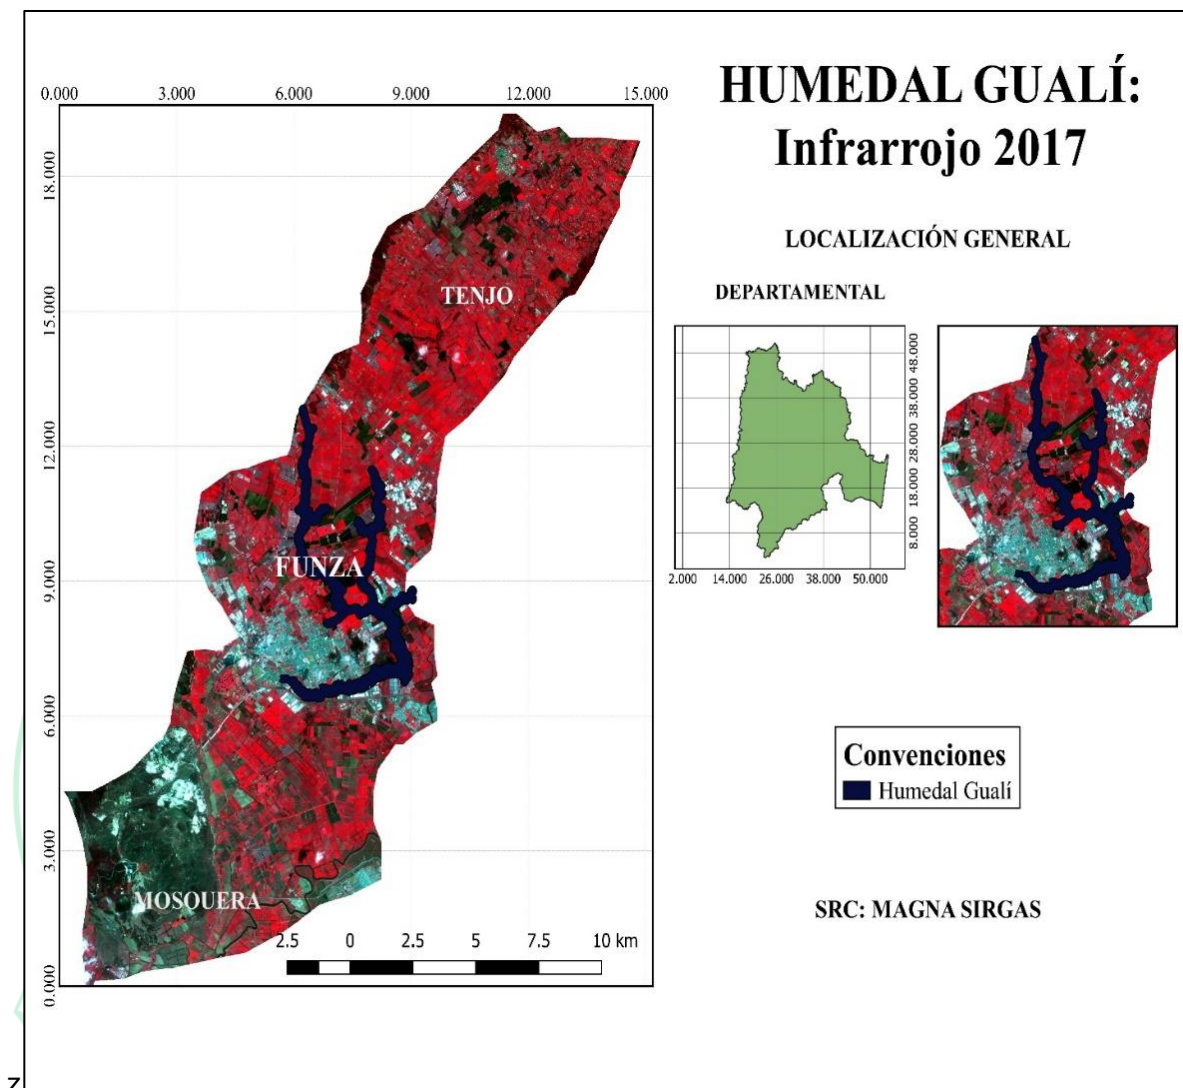 HUMEDAL GUALÍ:
Infrarrojo 2017
0.000 3.000 6.000 9.000 12.000 15.000
18.000
15.000
12.000
9.000
6.000
3.000
0.000
TENJO
FUNZA
MOSQUERA
2.5 0 2.5 5 7.5 10 km
LOCALIZACIÓN GENERAL
DEPARTAMENTAL
48.000
38.000
28.000
18.000
8.000
2.000 14.000 26.000 38.000 50.000
Convenciones
Humedal Gualí
SRC: MAGNA SIRGAS
z